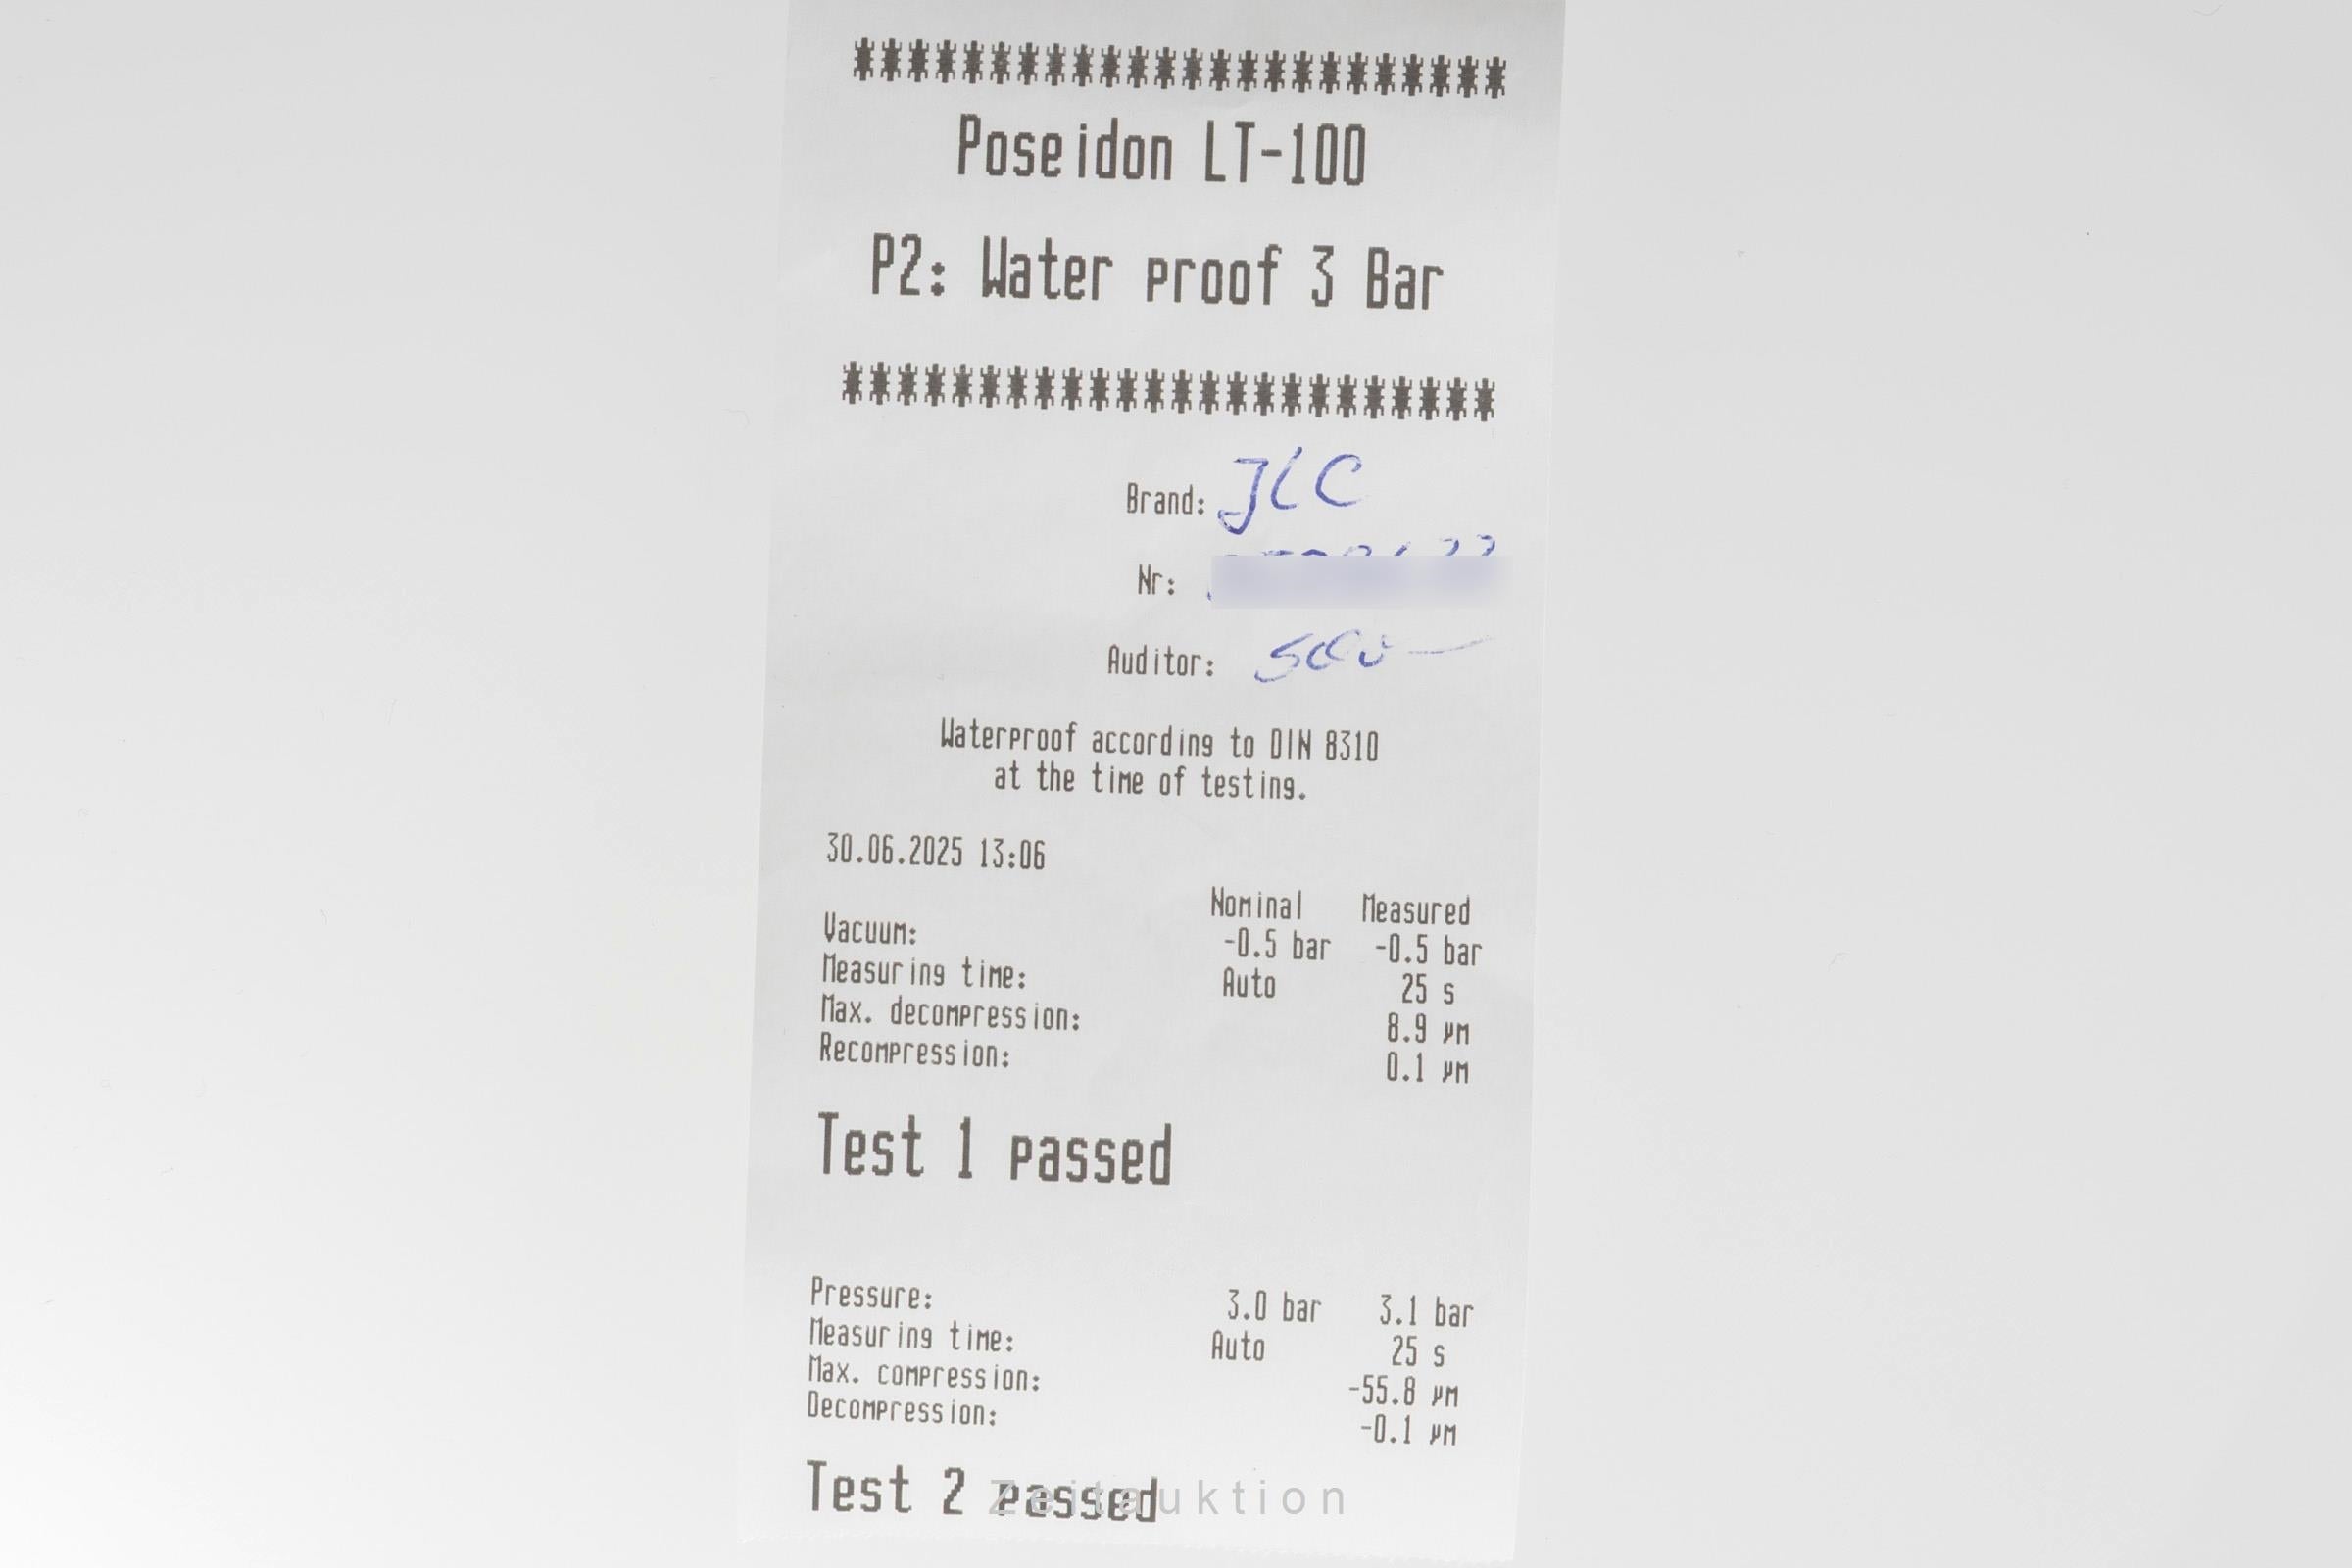 ************************
Poseidon LT-100
P2: Water proof 3 Bar
************************
Brand: JLC
Nr:
Auditor:
Waterproof according to DIN 8310
at the time of testing.
30.06.2025 13:06
Nominal Measured
Vacuum: -0.5 bar -0.5 bar
Measuring time: Auto 25 s
Max. decompression: 8.9 µm
Recompression: 0.1 µm
Test 1 passed
Pressure: 3.0 bar 3.1 bar
Measuring time: Auto 25 s
Max. compression: -55.8 µm
Decompression: -0.1 µm
Test 2 passed
Zeitauktion